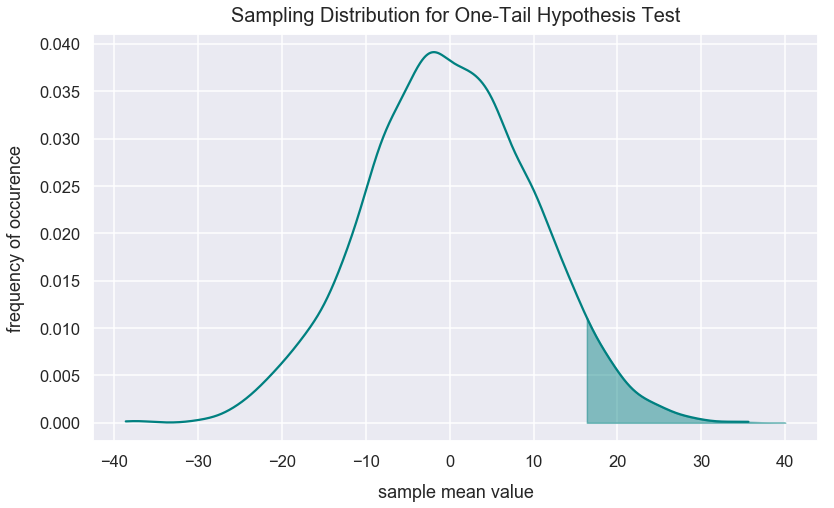 Sampling Distribution for One-Tail Hypothesis Test
0.040
0.035
0.030
0.025
0.020
0.015
0.010
0.005
0.000
frequency of occurence
−40 −30 −20 −10 0 10 20 30 40
sample mean value